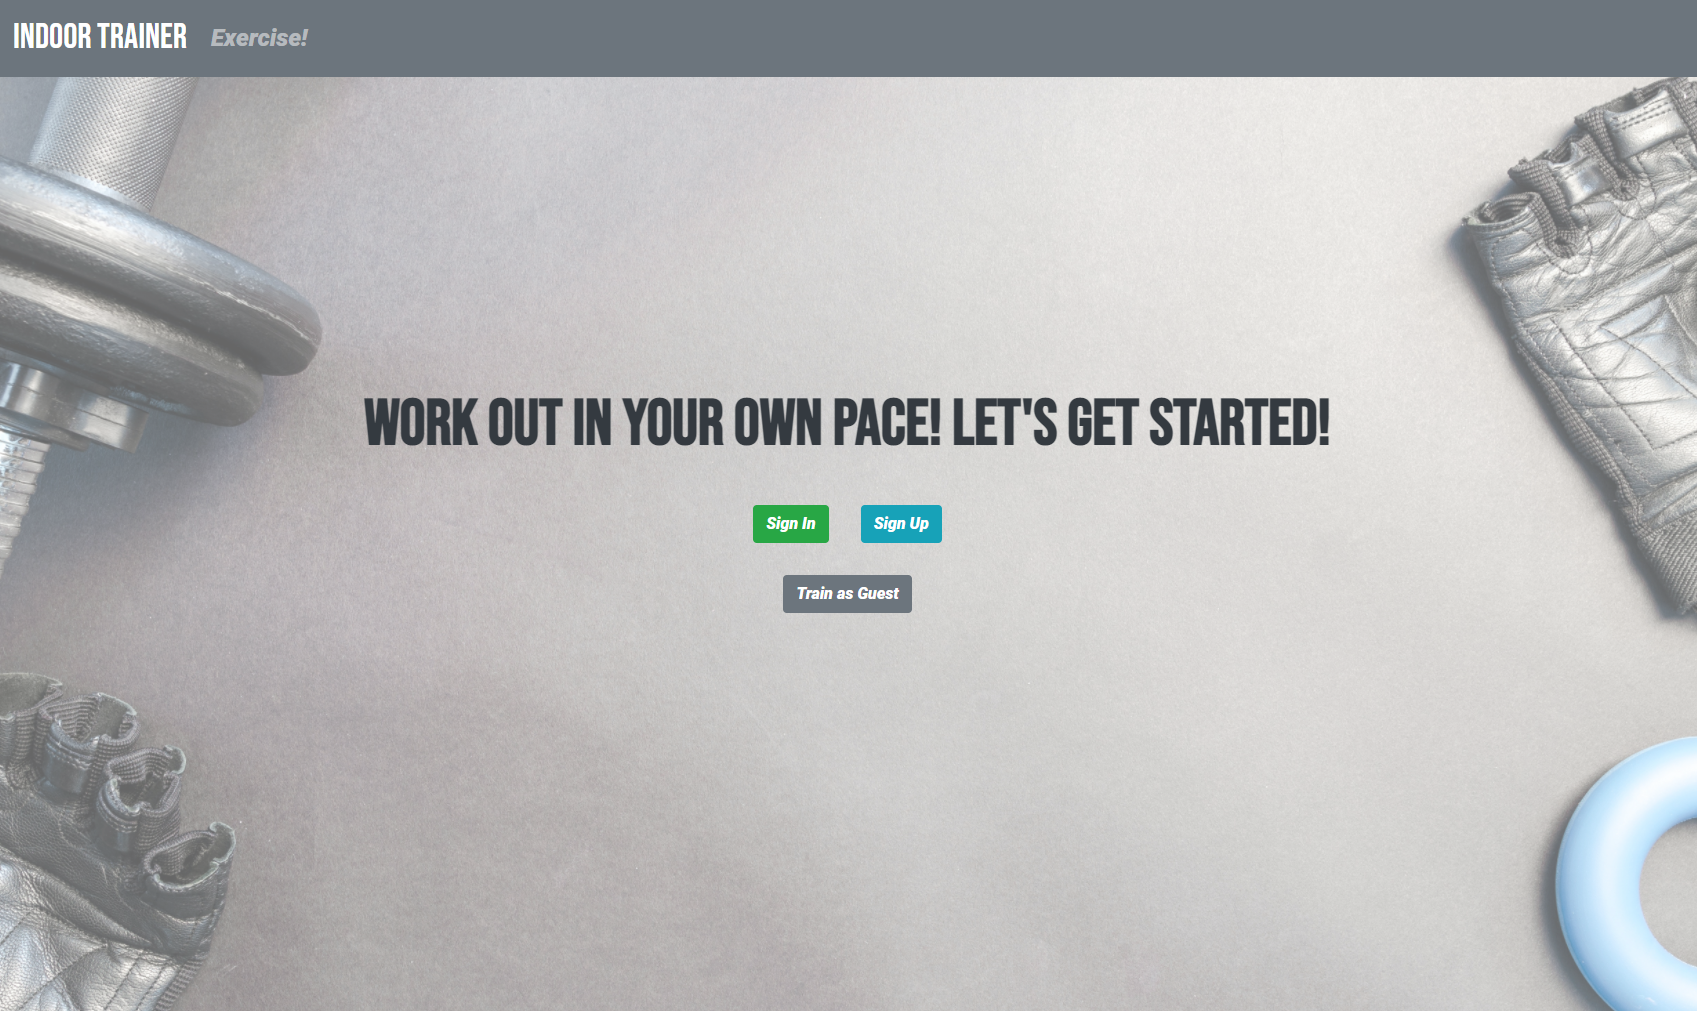 INDOOR TRAINER Exercise!
WORK OUT IN YOUR OWN PACE! LET'S GET STARTED!
Sign In Sign Up
Train as Guest